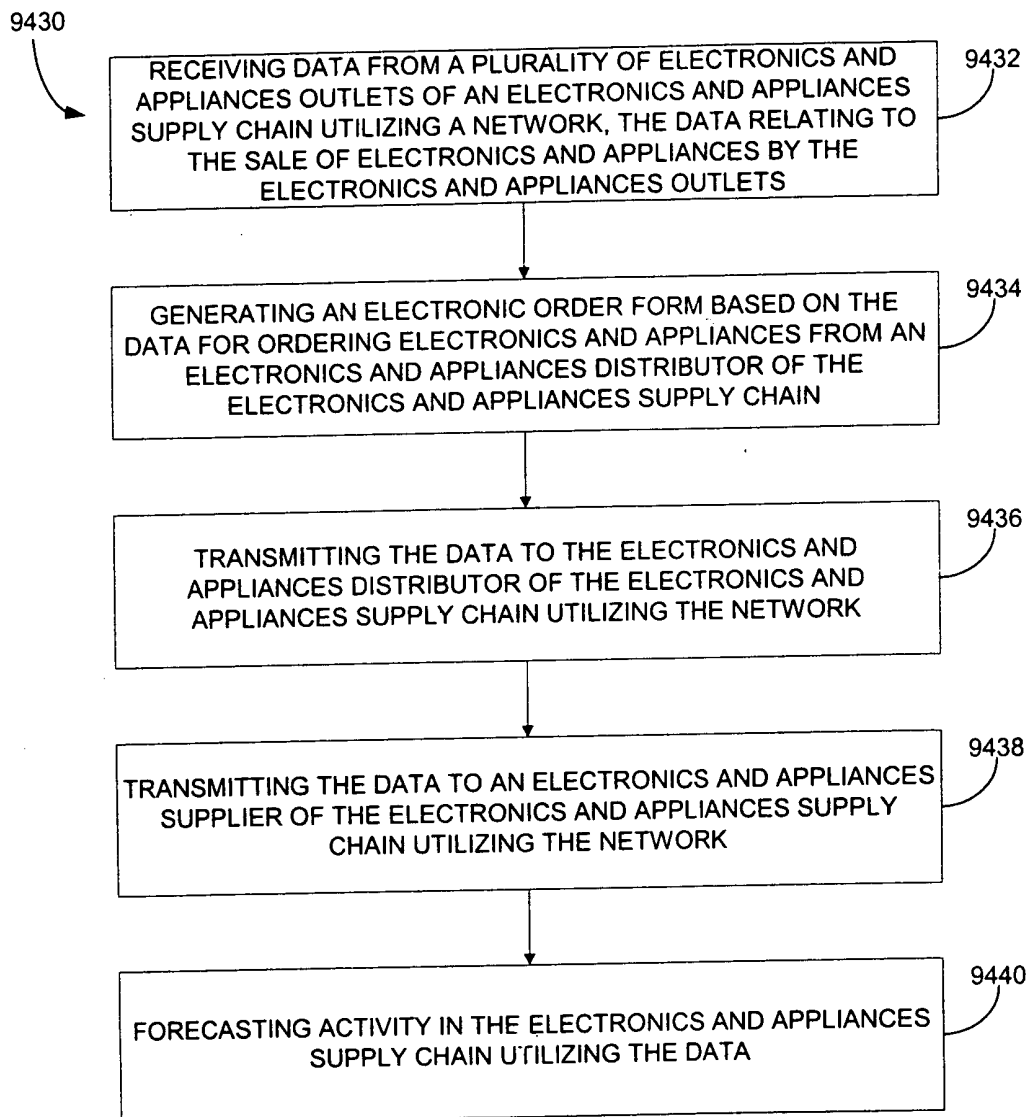 9430
RECEIVING DATA FROM A PLURALITY OF ELECTRONICS AND
APPLIANCES OUTLETS OF AN ELECTRONICS AND APPLIANCES
SUPPLY CHAIN UTILIZING A NETWORK, THE DATA RELATING TO
THE SALE OF ELECTRONICS AND APPLIANCES BY THE
ELECTRONICS AND APPLIANCES OUTLETS
9432
GENERATING AN ELECTRONIC ORDER FORM BASED ON THE
DATA FOR ORDERING ELECTRONICS AND APPLIANCES FROM AN
ELECTRONICS AND APPLIANCES DISTRIBUTOR OF THE
ELECTRONICS AND APPLIANCES SUPPLY CHAIN
9434
TRANSMITTING THE DATA TO THE ELECTRONICS AND
APPLIANCES DISTRIBUTOR OF THE ELECTRONICS AND
APPLIANCES SUPPLY CHAIN UTILIZING THE NETWORK
9436
TRANSMITTING THE DATA TO AN ELECTRONICS AND APPLIANCES
SUPPLIER OF THE ELECTRONICS AND APPLIANCES SUPPLY
CHAIN UTILIZING THE NETWORK
9438
FORECASTING ACTIVITY IN THE ELECTRONICS AND APPLIANCES
SUPPLY CHAIN UTILIZING THE DATA
9440